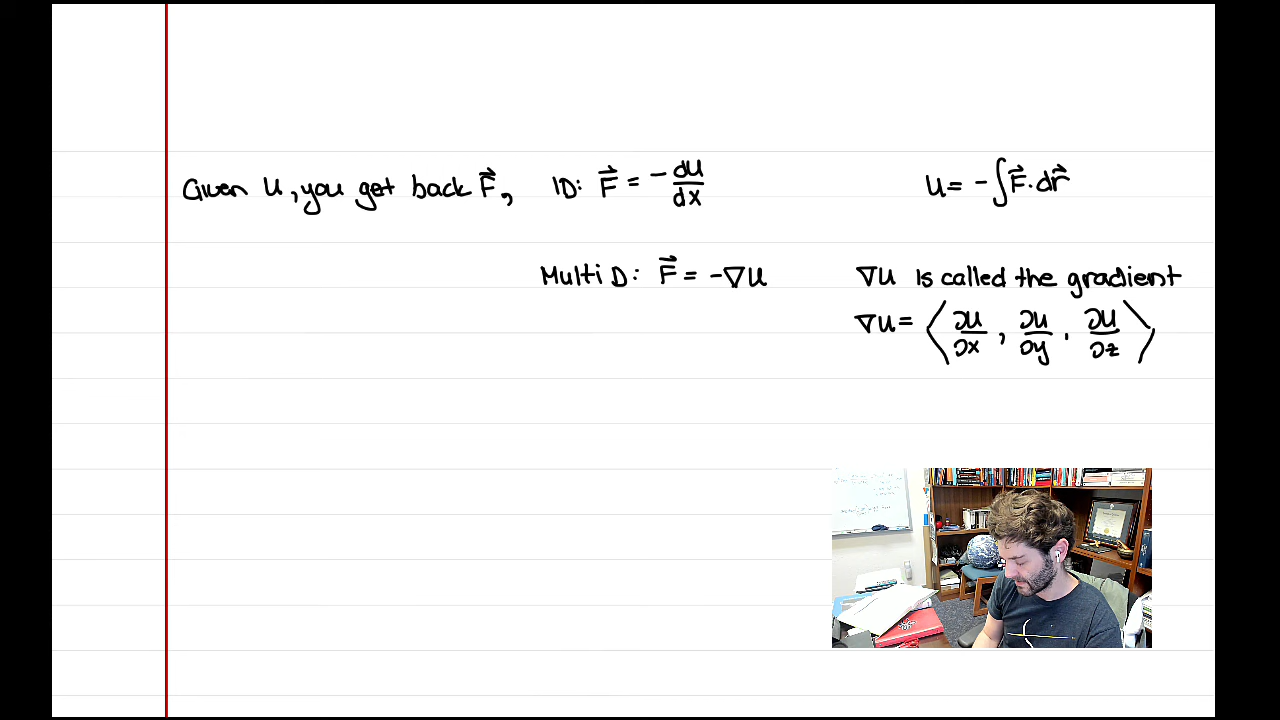 Given U, you get back F⃗, 1D: F⃗ = -dU/dx U = -∫F⃗·dr⃗
Multi D: F⃗ = -∇U ∇U is called the gradient
∇U = ⟨∂U/∂x, ∂U/∂y, ∂U/∂z⟩